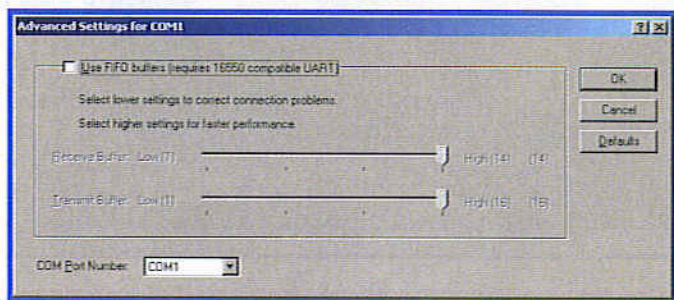 Advanced Settings for COM1
Use FIFO buffers (requires 16550 compatible UART)
Select lower settings to correct connection problems.
Select higher settings for faster performance.
Receive Buffer: Low (1) High (14) (14)
Transmit Buffer: Low (1) High (16) (16)
COM Port Number: COM1
OK
Cancel
Defaults